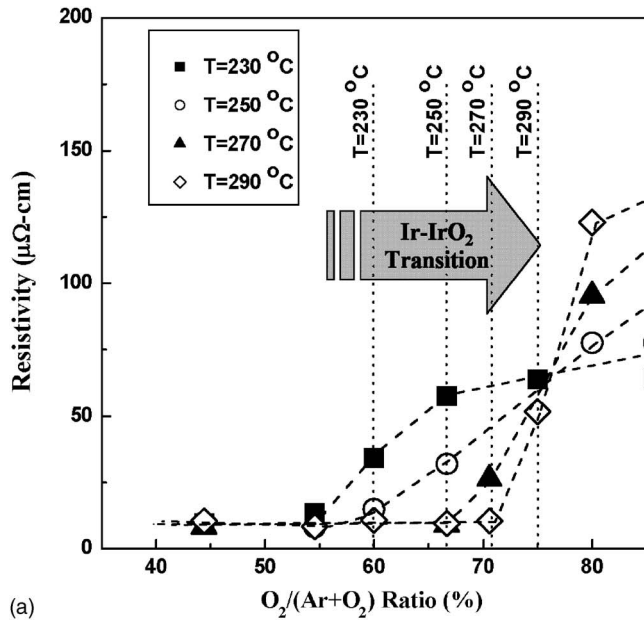 200
150
100
50
0
Resistivity (μΩ-cm)
T=230 °C
T=250 °C
T=270 °C
T=290 °C
T=230 °C
T=250 °C
T=270 °C
T=290 °C
Ir-IrO₂
Transition
40 50 60 70 80
O₂/(Ar+O₂) Ratio (%)
(a)